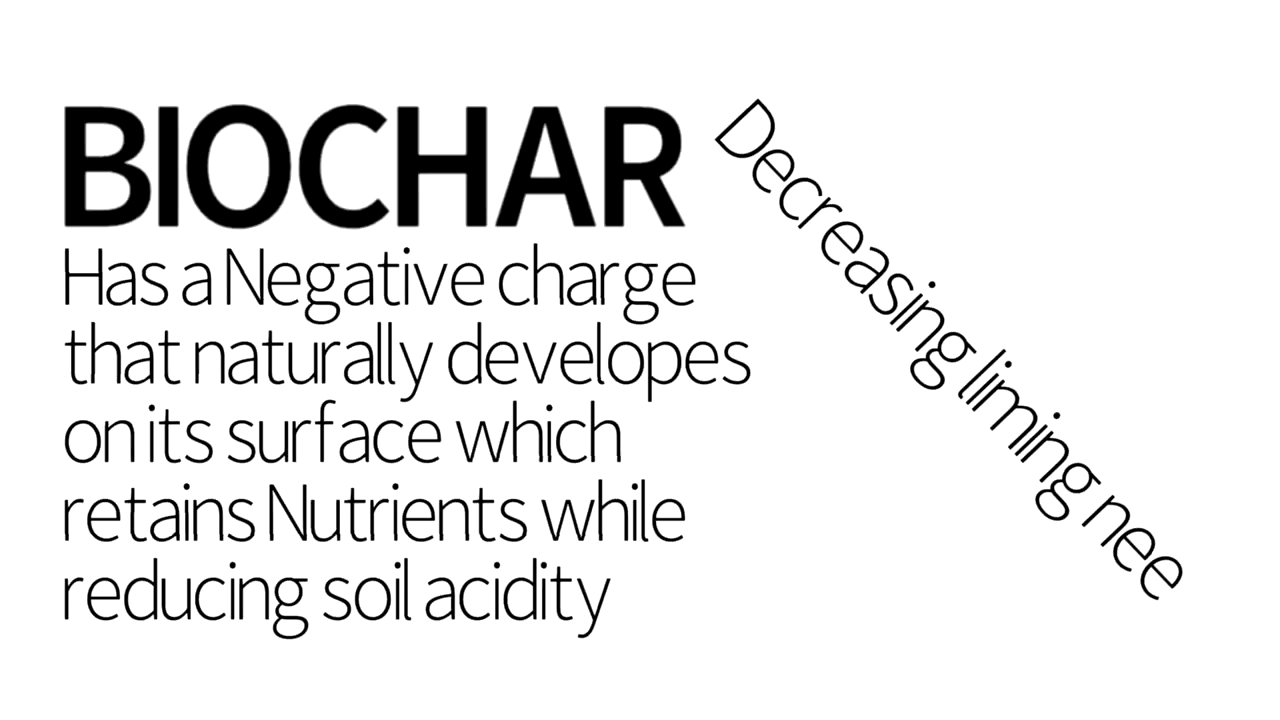 BIOCHAR
Has a Negative charge
that naturally developes
on its surface which
retains Nutrients while
reducing soil acidity
Decreasing liming nee